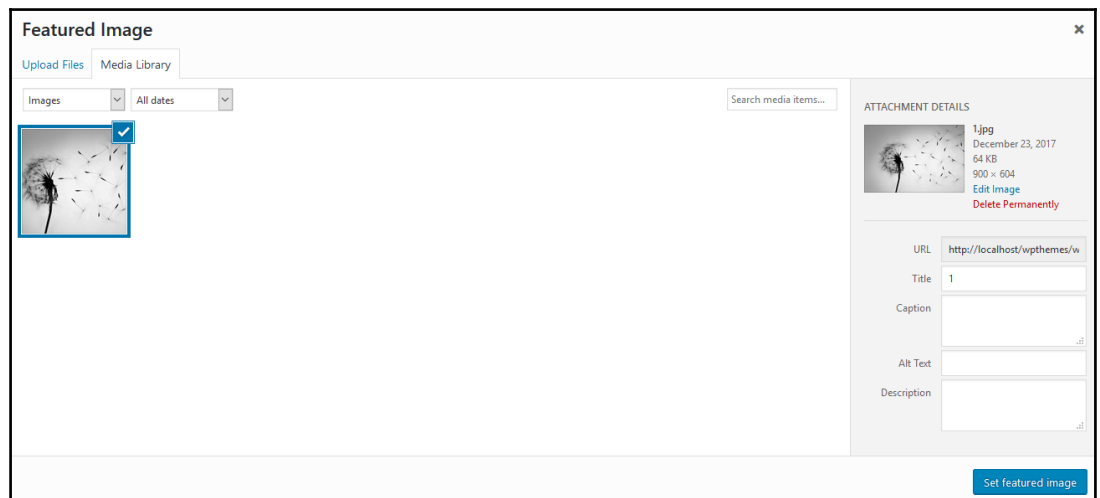 Featured Image
Upload Files Media Library
Images All dates Search media items...
ATTACHMENT DETAILS
1.jpg
December 23, 2017
64 KB
900 × 604
Edit Image
Delete Permanently
URL http://localhost/wpthemes/w
Title 1
Caption
Alt Text
Description
Set featured image